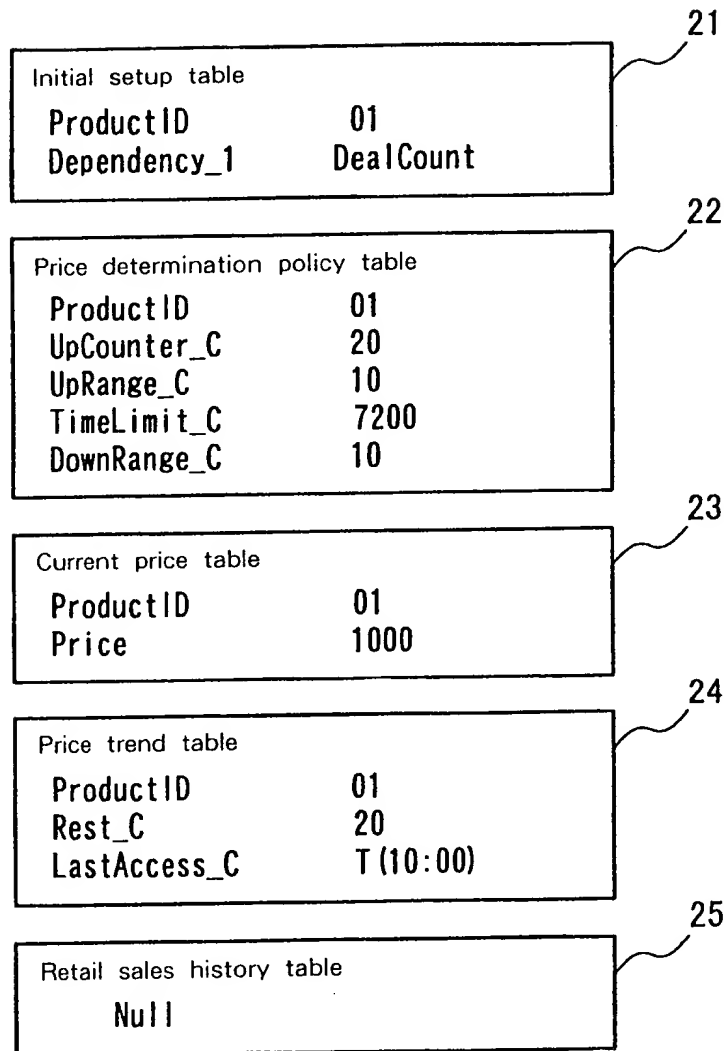 21
Initial setup table
ProductID 01
Dependency_1 DealCount
22
Price determination policy table
ProductID 01
UpCounter_C 20
UpRange_C 10
TimeLimit_C 7200
DownRange_C 10
23
Current price table
ProductID 01
Price 1000
24
Price trend table
ProductID 01
Rest_C 20
LastAccess_C T(10:00)
25
Retail sales history table
Null